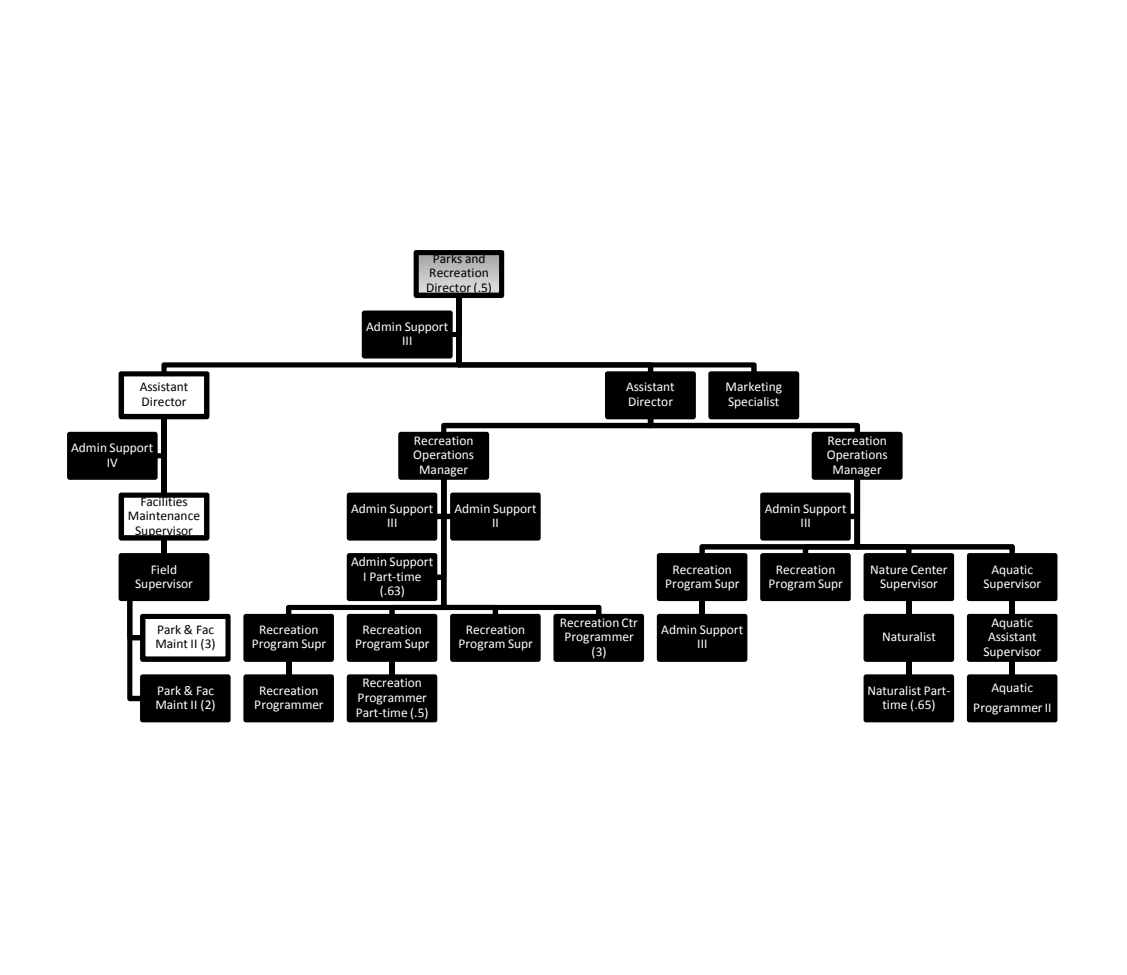 Parks and
Recreation
Director (.5)
Admin Support
III
Assistant
Director
Assistant
Director
Marketing
Specialist
Admin Support
IV
Recreation
Operations
Manager
Recreation
Operations
Manager
Facilities
Maintenance
Supervisor
Admin Support
III
Admin Support
II
Admin Support
III
Field
Supervisor
Admin Support
I Part-time
(.63)
Recreation
Program Supr
Recreation
Program Supr
Nature Center
Supervisor
Aquatic
Supervisor
Park & Fac
Maint II (3)
Recreation
Program Supr
Recreation
Program Supr
Recreation
Program Supr
Recreation Ctr
Programmer
(3)
Admin Support
III
Naturalist
Aquatic
Assistant
Supervisor
Park & Fac
Maint II (2)
Recreation
Programmer
Recreation
Programmer
Part-time (.5)
Naturalist Part-
time (.65)
Aquatic
Programmer II